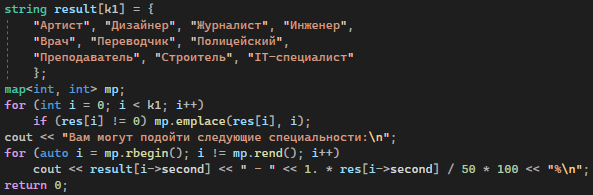 string result[k1] = {
"Артист", "Дизайнер", "Журналист", "Инженер",
"Врач", "Переводчик", "Полицейский",
"Преподаватель", "Строитель", "IT-специалист"
};
map<int, int> mp;
for (int i = 0; i < k1; i++)
if (res[i] != 0) mp.emplace(res[i], i);
cout << "Вам могут подойти следующие специальности:\n";
for (auto i = mp.rbegin(); i != mp.rend(); i++)
cout << result[i->second] << " - " << 1. * res[i->second] / 50 * 100 << "%\n";
return 0;